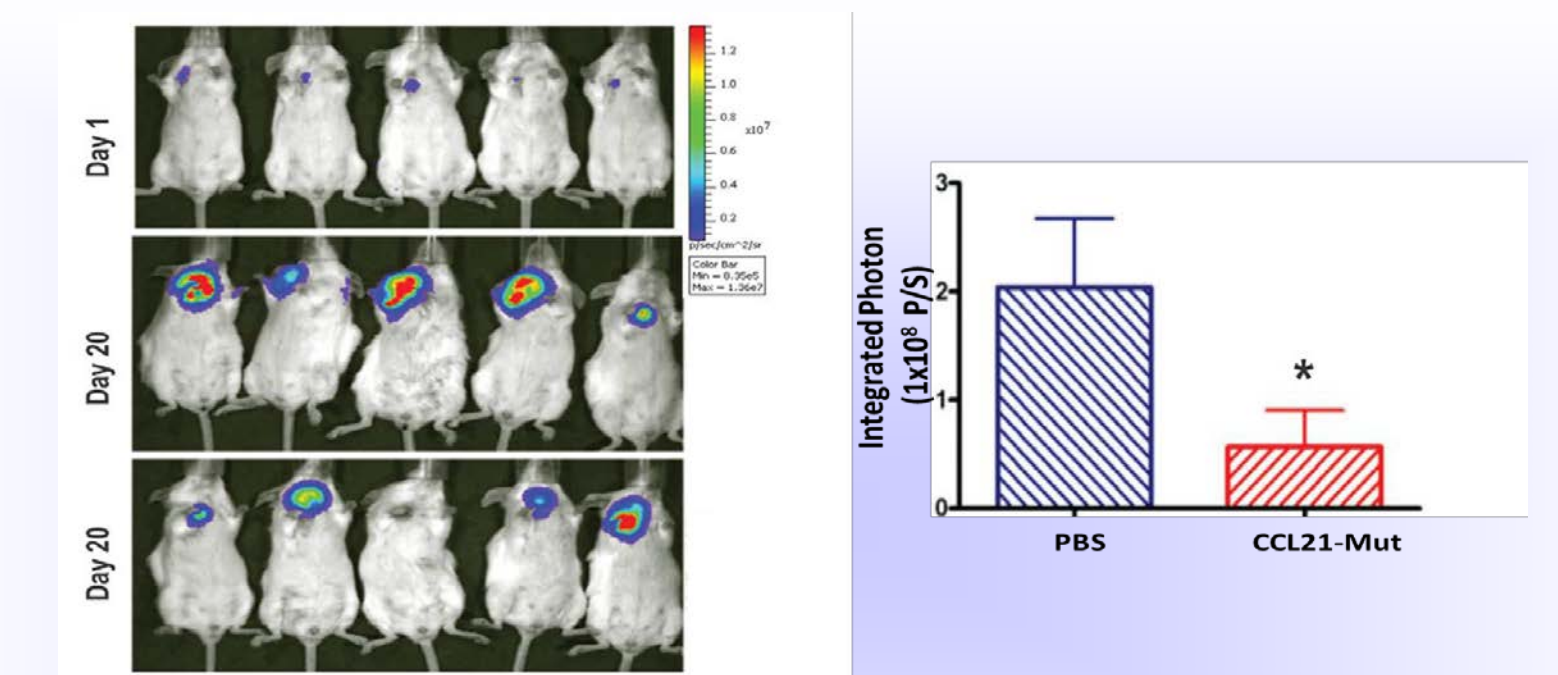 Day 1
Day 20
Day 20
1.2
1.0
0.8
0.6
0.4
0.2
x10⁷
p/sec/cm^2/sr
Color Bar
Min = 8.35e5
Max = 1.36e7
Integrated Photon
(1x10⁸ P/S)
3
2
1
0
*
PBS
CCL21-Mut